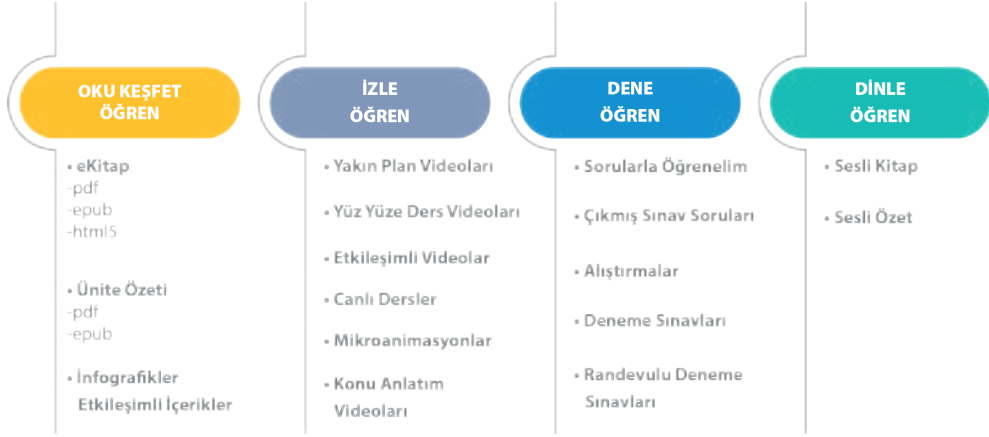 OKU KEŞFET
ÖĞREN
• eKitap
-pdf
-epub
-html5
• Ünite Özeti
-pdf
-epub
• İnfografikler
Etkileşimli İçerikler
İZLE
ÖĞREN
• Yakın Plan Videoları
• Yüz Yüze Ders Videoları
• Etkileşimli Videolar
• Canlı Dersler
• Mikroanimasyonlar
• Konu Anlatım
Videoları
DENE
ÖĞREN
• Sorularla Öğrenelim
• Çıkmış Sınav Soruları
• Alıştırmalar
• Deneme Sınavları
• Randevulu Deneme
Sınavları
DİNLE
ÖĞREN
• Sesli Kitap
• Sesli Özet